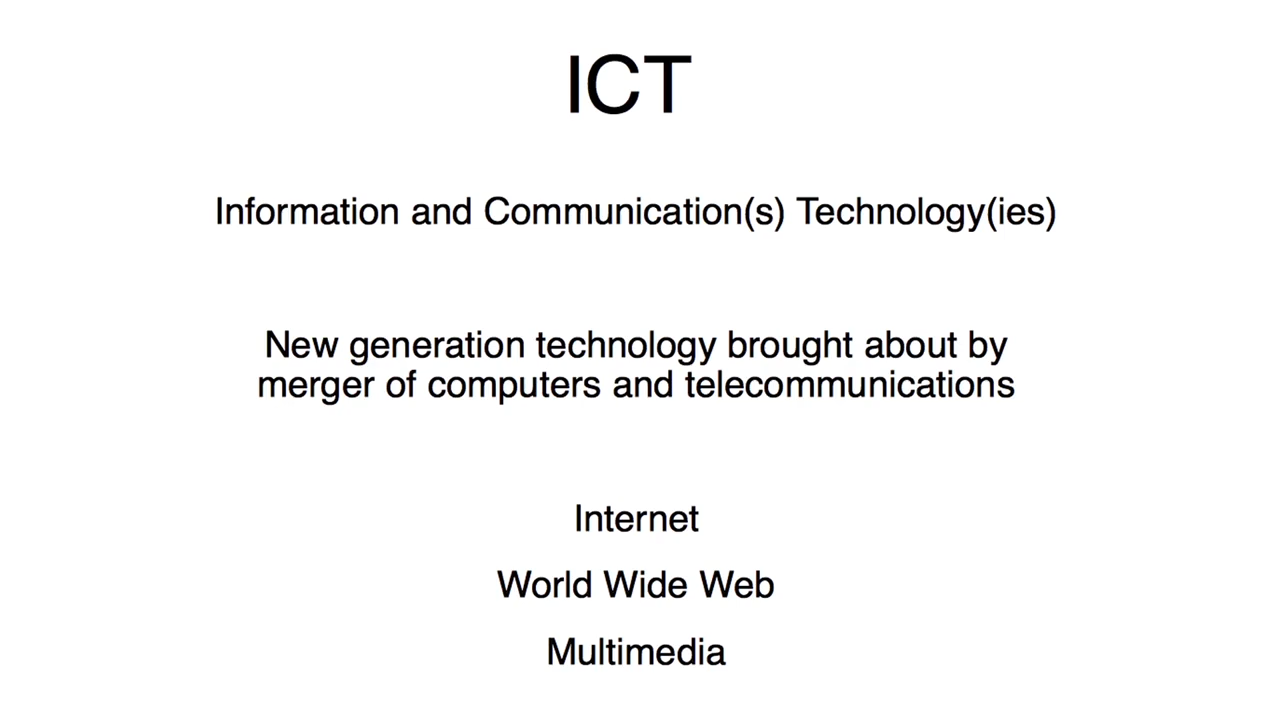 ICT
Information and Communication(s) Technology(ies)
New generation technology brought about by
merger of computers and telecommunications
Internet
World Wide Web
Multimedia